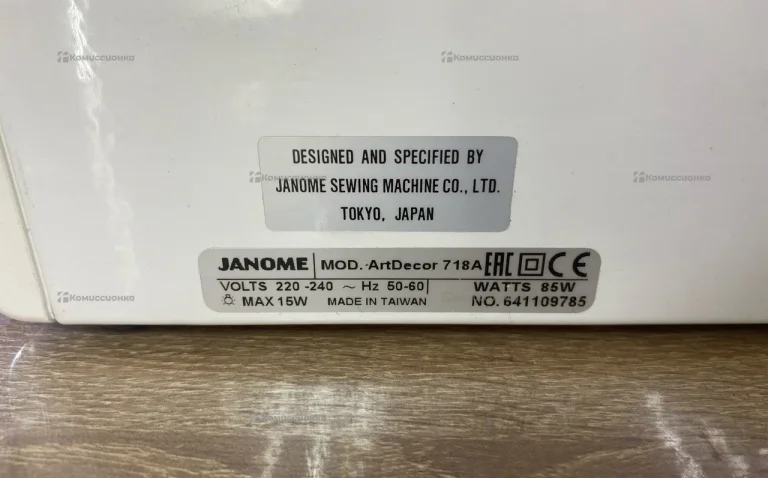 Комиссионка
Комиссионка
DESIGNED AND SPECIFIED BY
Комиссионка
Комиссионка
JANOME SEWING MACHINE CO., LTD.
TOKYO, JAPAN
JANOME MOD. ArtDecor 718A EAC CE
VOLTS 220 -240 ~ Hz 50-60 WATTS 85W
MAX 15W MADE IN TAIWAN NO. 641109785
Комиссионка
Комиссионка